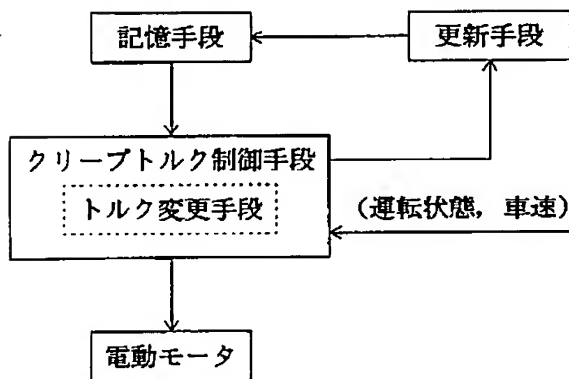 記憶手段
更新手段
クリープトルク制御手段
トルク変更手段
(運転状態, 車速)
電動モータ